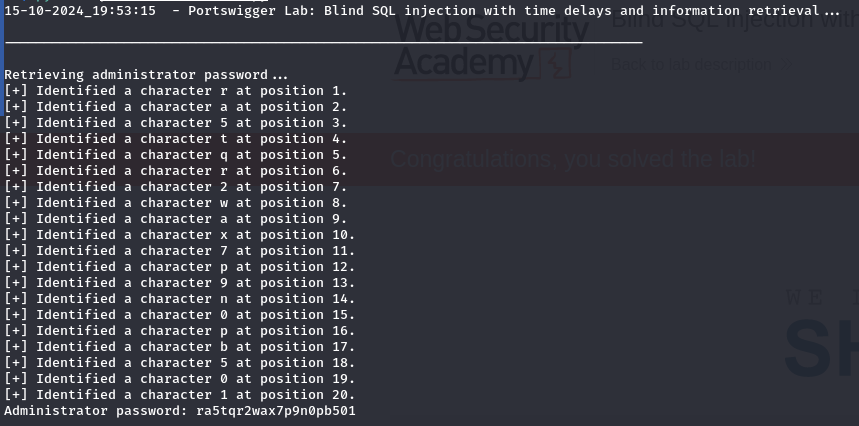 15-10-2024_19:53:15 - Portswigger Lab: Blind SQL injection with time delays and information retrieval...
Blind SQL injection with
Web Security
Academy
Back to lab description
Retrieving administrator password...
[+] Identified a character r at position 1.
[+] Identified a character a at position 2.
[+] Identified a character 5 at position 3.
[+] Identified a character t at position 4.
[+] Identified a character q at position 5.
Congratulations, you solved the lab!
[+] Identified a character r at position 6.
[+] Identified a character 2 at position 7.
[+] Identified a character w at position 8.
[+] Identified a character a at position 9.
[+] Identified a character x at position 10.
[+] Identified a character 7 at position 11.
[+] Identified a character p at position 12.
[+] Identified a character 9 at position 13.
[+] Identified a character n at position 14.
WE
[+] Identified a character 0 at position 15.
[+] Identified a character p at position 16.
[+] Identified a character b at position 17.
SH
[+] Identified a character 5 at position 18.
[+] Identified a character 0 at position 19.
[+] Identified a character 1 at position 20.
Administrator password: ra5tqr2wax7p9n0pb501